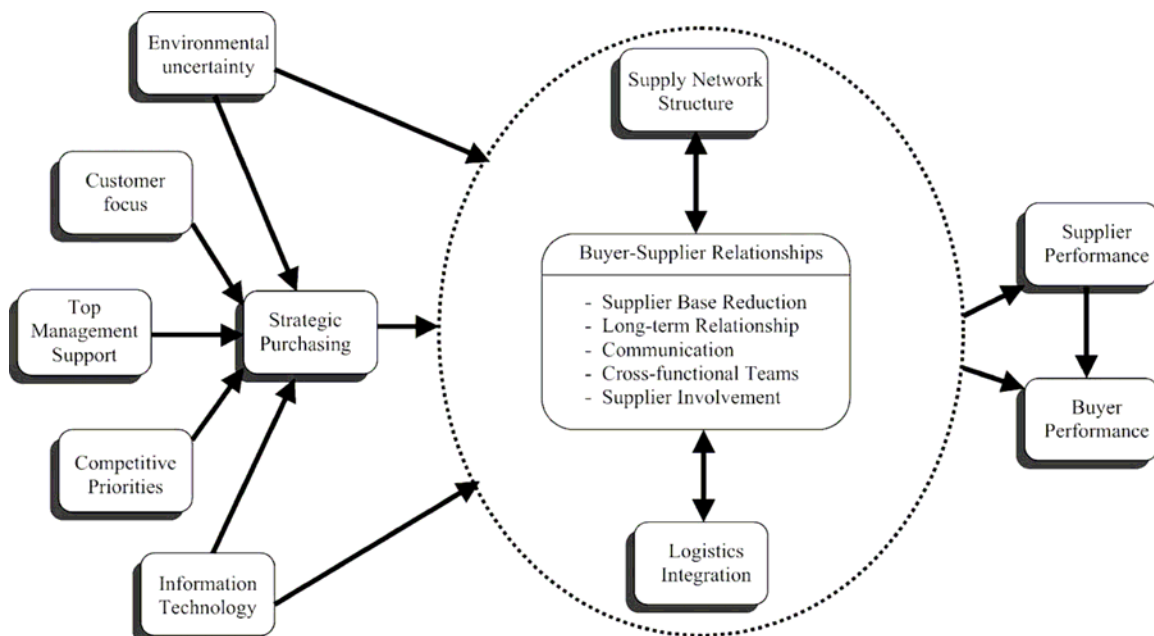 Environmental
uncertainty
Customer
focus
Top
Management
Support
Competitive
Priorities
Information
Technology
Strategic
Purchasing
Supply Network
Structure
Buyer-Supplier Relationships
- Supplier Base Reduction
- Long-term Relationship
- Communication
- Cross-functional Teams
- Supplier Involvement
Logistics
Integration
Supplier
Performance
Buyer
Performance